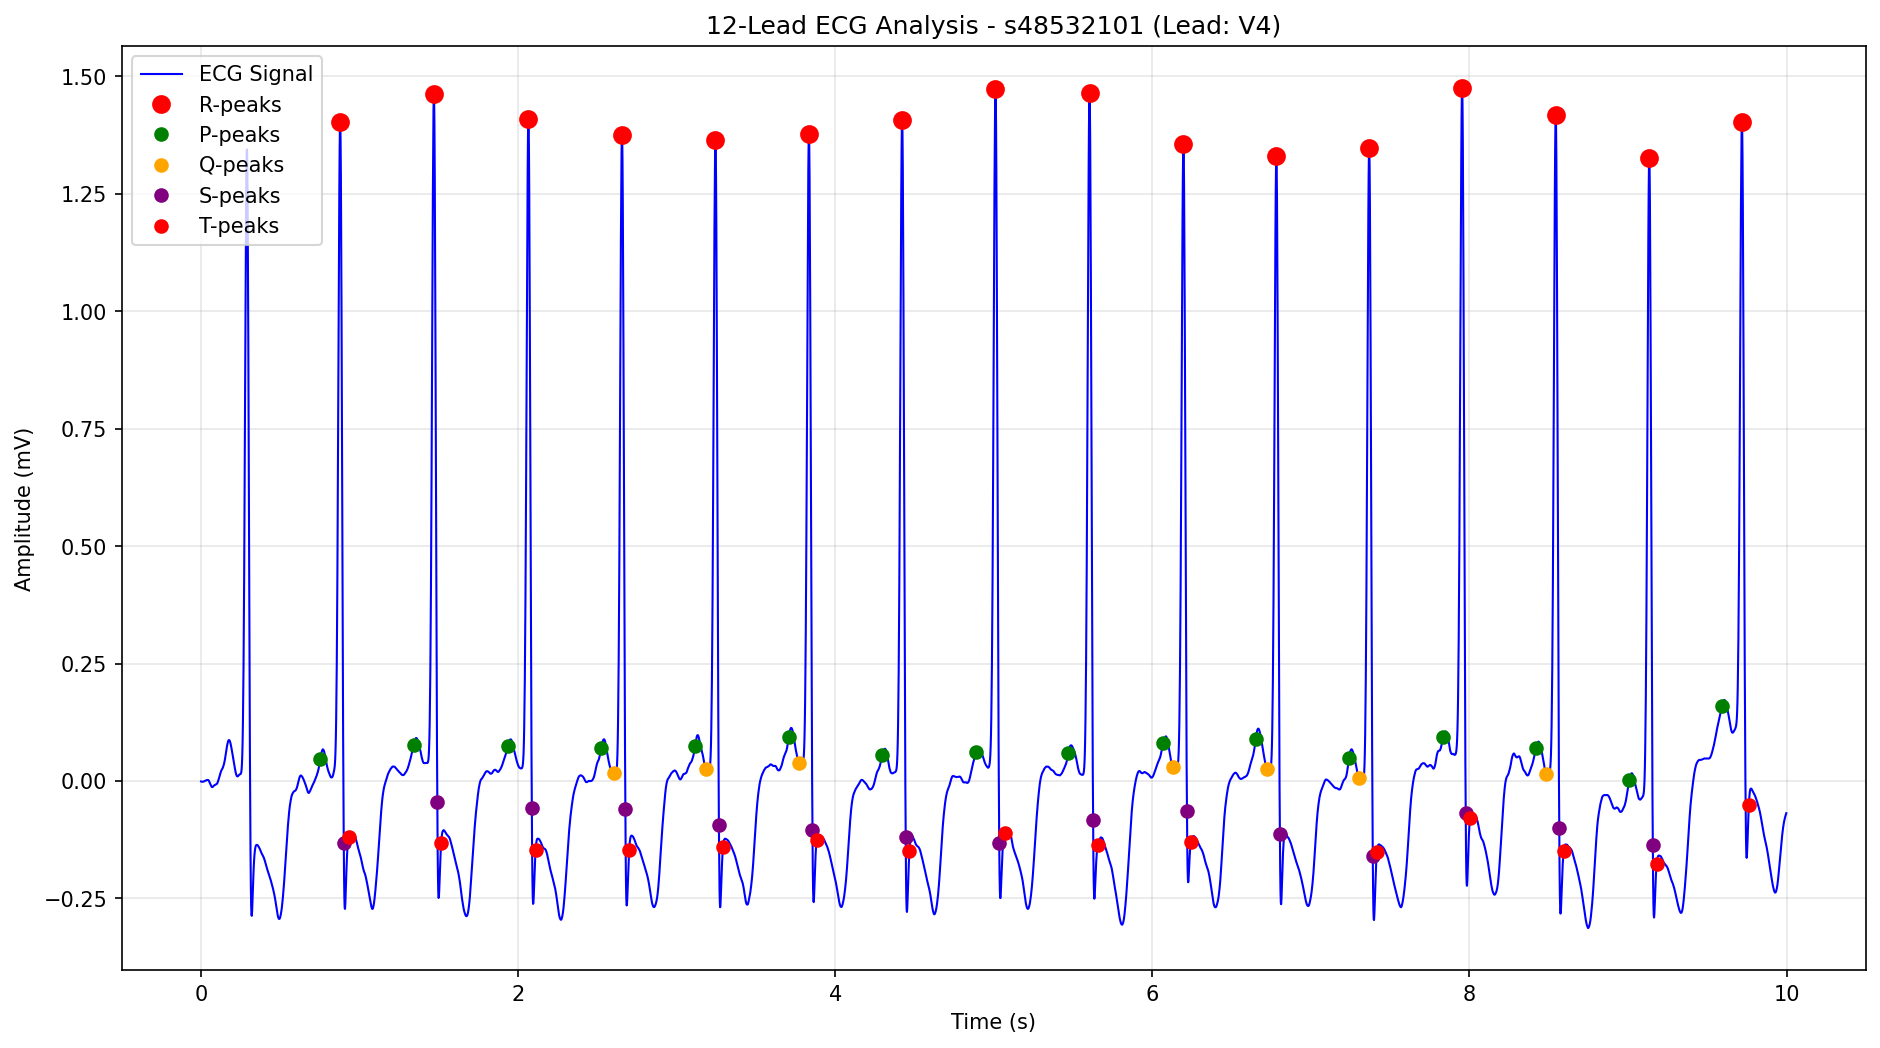 12-Lead ECG Analysis - s48532101 (Lead: V4)
ECG Signal
R-peaks
P-peaks
Q-peaks
S-peaks
T-peaks
1.50
1.25
1.00
0.75
0.50
0.25
0.00
−0.25
Amplitude (mV)
0 2 4 6 8 10
Time (s)